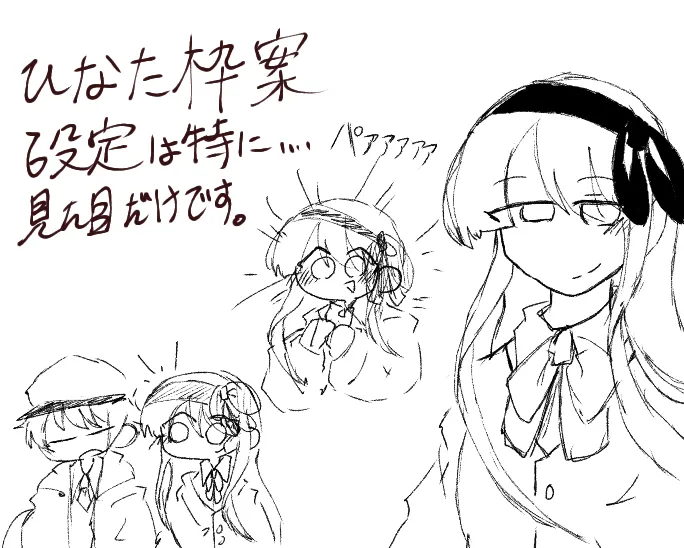 ひなた枠案
設定は特に…
見た目だけです。
パァァァァァ